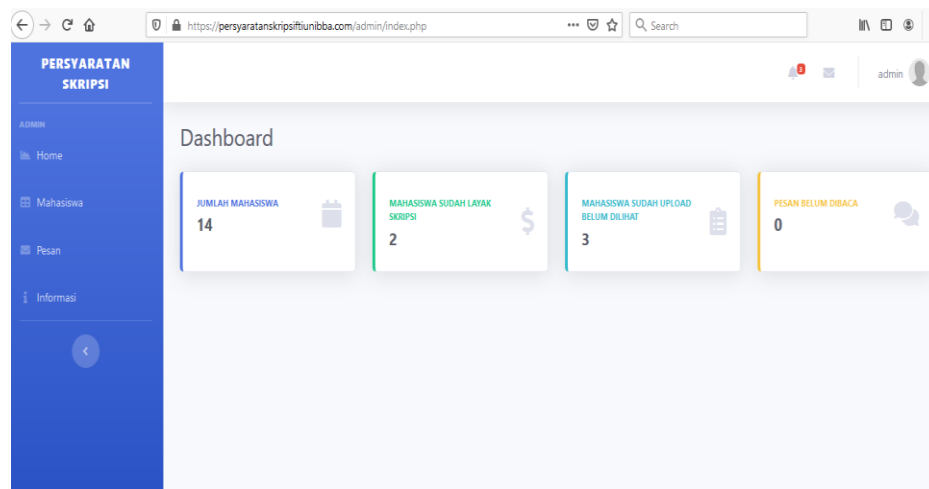 https://persyaratanskripsiftiunibba.com/admin/index.php
Search
PERSYARATAN
SKRIPSI
3
admin
ADMIN
Home
Mahasiswa
Pesan
Informasi
Dashboard
JUMLAH MAHASISWA
14
MAHASISWA SUDAH LAYAK
SKRIPSI
2
MAHASISWA SUDAH UPLOAD
BELUM DILIHAT
3
PESAN BELUM DIBACA
0